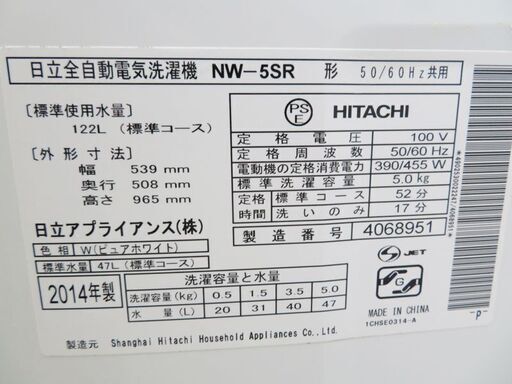 日立全自動電気洗濯機 NW-5SR 形 50/60Hz共用
[標準使用水量]
122L (標準コース)
[外形寸法]
幅 539 mm
奥行 508 mm
高さ 965 mm
日立アプライアンス(株)
色相 W(ピュアホワイト)
標準水量 47L(標準コース)
PS
E
HITACHI
定格電圧 100 V
定格周波数 50/60 Hz
電動機の定格消費電力 390/455 W
標準洗濯容量 5.0kg
定格 標準コース 52分
時間 洗いのみ 17分
製造番号 4068951
S JET
2014年製
洗濯容量と水量
洗濯容量(kg) 0.5 1.5 3.5 5.0
水量(L) 20 31 40 47
G
MADE IN CHINA
1CHSE0314-A
-P-
製造元 Shanghai Hitachi Household Appliances Co., Ltd.